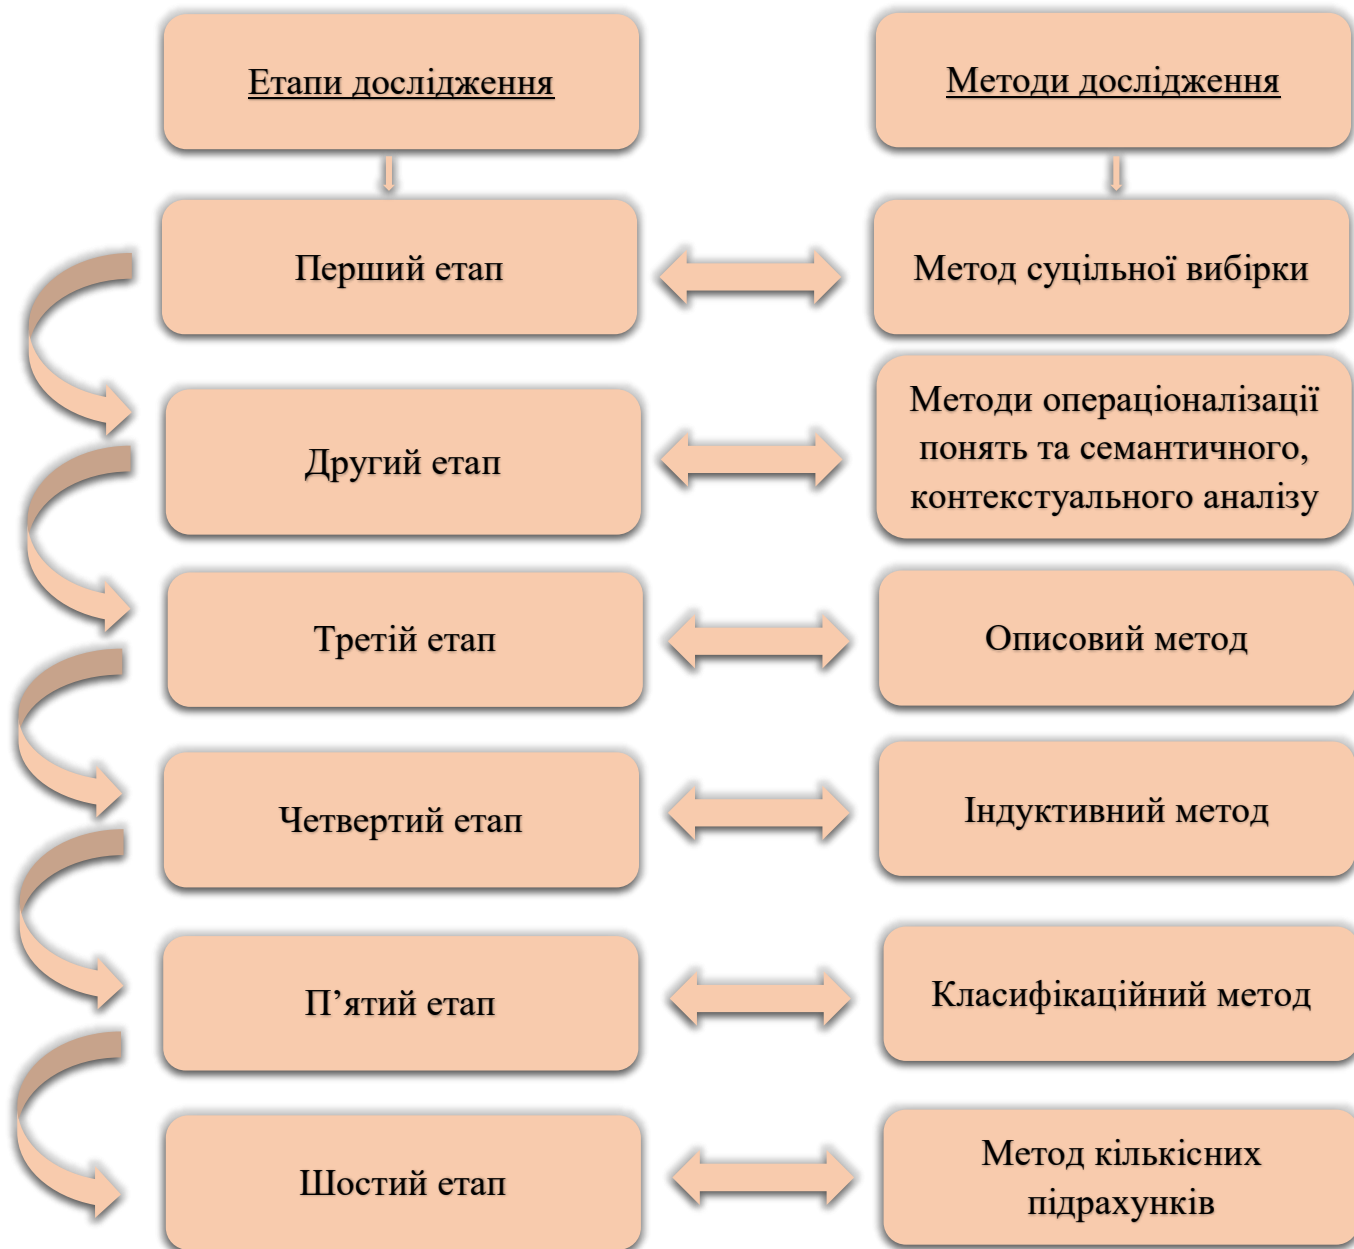 Етапи дослідження
Методи дослідження
Перший етап
Метод суцільної вибірки
Другий етап
Методи операціоналізації
понять та семантичного,
контекстуального аналізу
Третій етап
Описовий метод
Четвертий етап
Індуктивний метод
П’ятий етап
Класифікаційний метод
Шостий етап
Метод кількісних
підрахунків